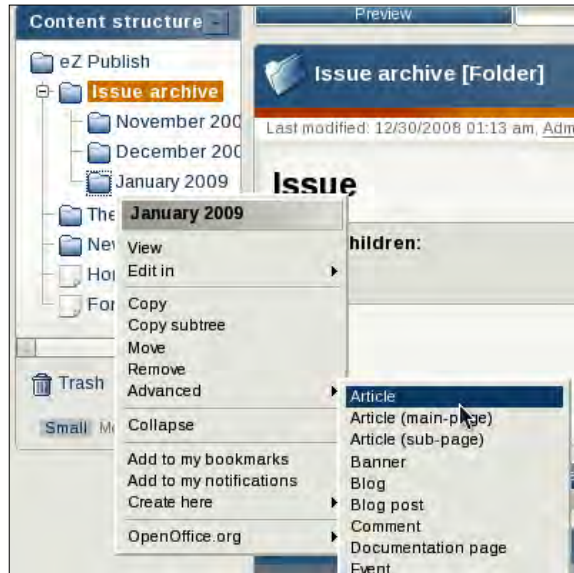 Content structure
Preview
eZ Publish
Issue archive
November 200
December 200
January 2009
The
Nev
Hor
For
Trash
Small
Issue archive [Folder]
Last modified: 12/30/2008 01:13 am, Adm
Issue
hildren:
January 2009
View
Edit in
Copy
Copy subtree
Move
Remove
Advanced
Collapse
Add to my bookmarks
Add to my notifications
Create here
OpenOffice.org
Article
Article (main-page)
Article (sub-page)
Banner
Blog
Blog post
Comment
Documentation page
Event